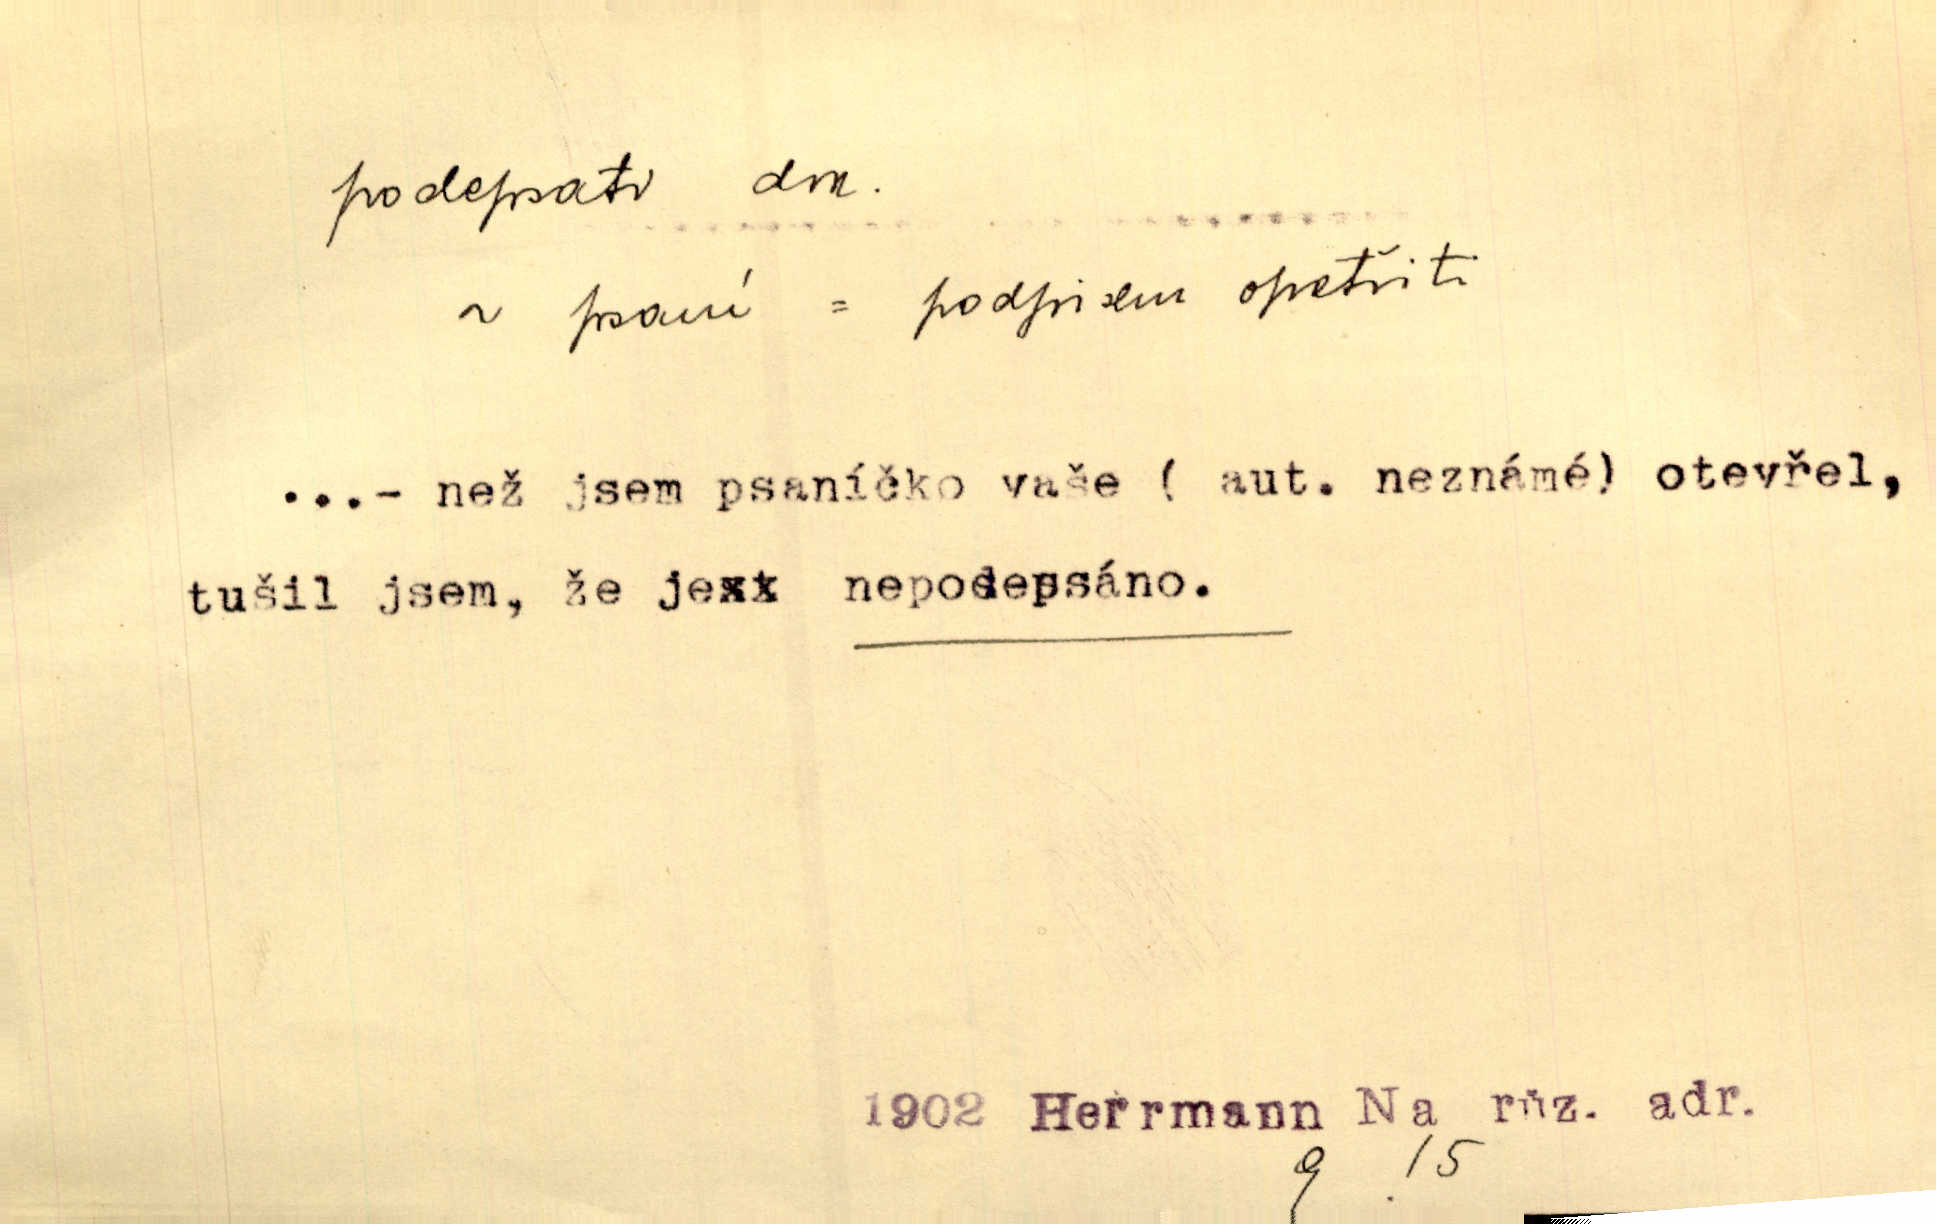 podepsati dm.
~ psaní = podpisem opatřiti
...- než jsem psaníčko vaše ( aut. neznámé) otevřel,
tušil jsem, že jexx nepodepsáno.
1902 Herrmann Na růz. adr.
9 . 15